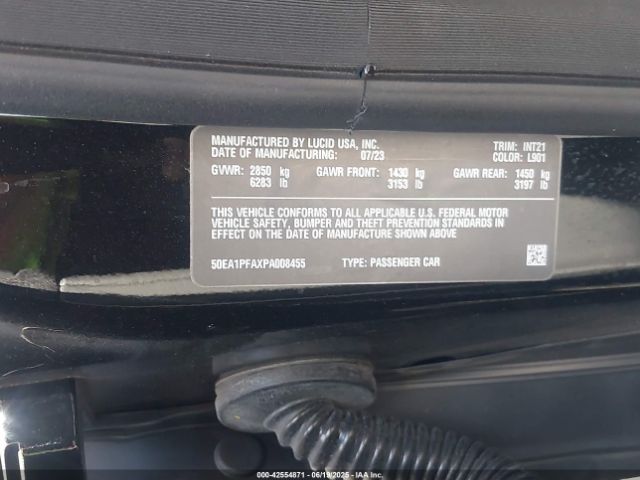 MANUFACTURED BY LUCID USA, INC. TRIM: INT21
DATE OF MANUFACTURING: 07/23 COLOR: L901
GVWR: 2850 kg GAWR FRONT: 1430 kg GAWR REAR: 1450 kg
6283 lb 3153 lb 3197 lb
THIS VEHICLE CONFORMS TO ALL APPLICABLE U.S. FEDERAL MOTOR
VEHICLE SAFETY, BUMPER AND THEFT PREVENTION STANDARDS IN
EFFECT ON THE DATE OF MANUFACTURE SHOWN ABOVE
50EA1PFAXPA008455 TYPE: PASSENGER CAR
000-42554871 - 06/19/2025 - IAA Inc.